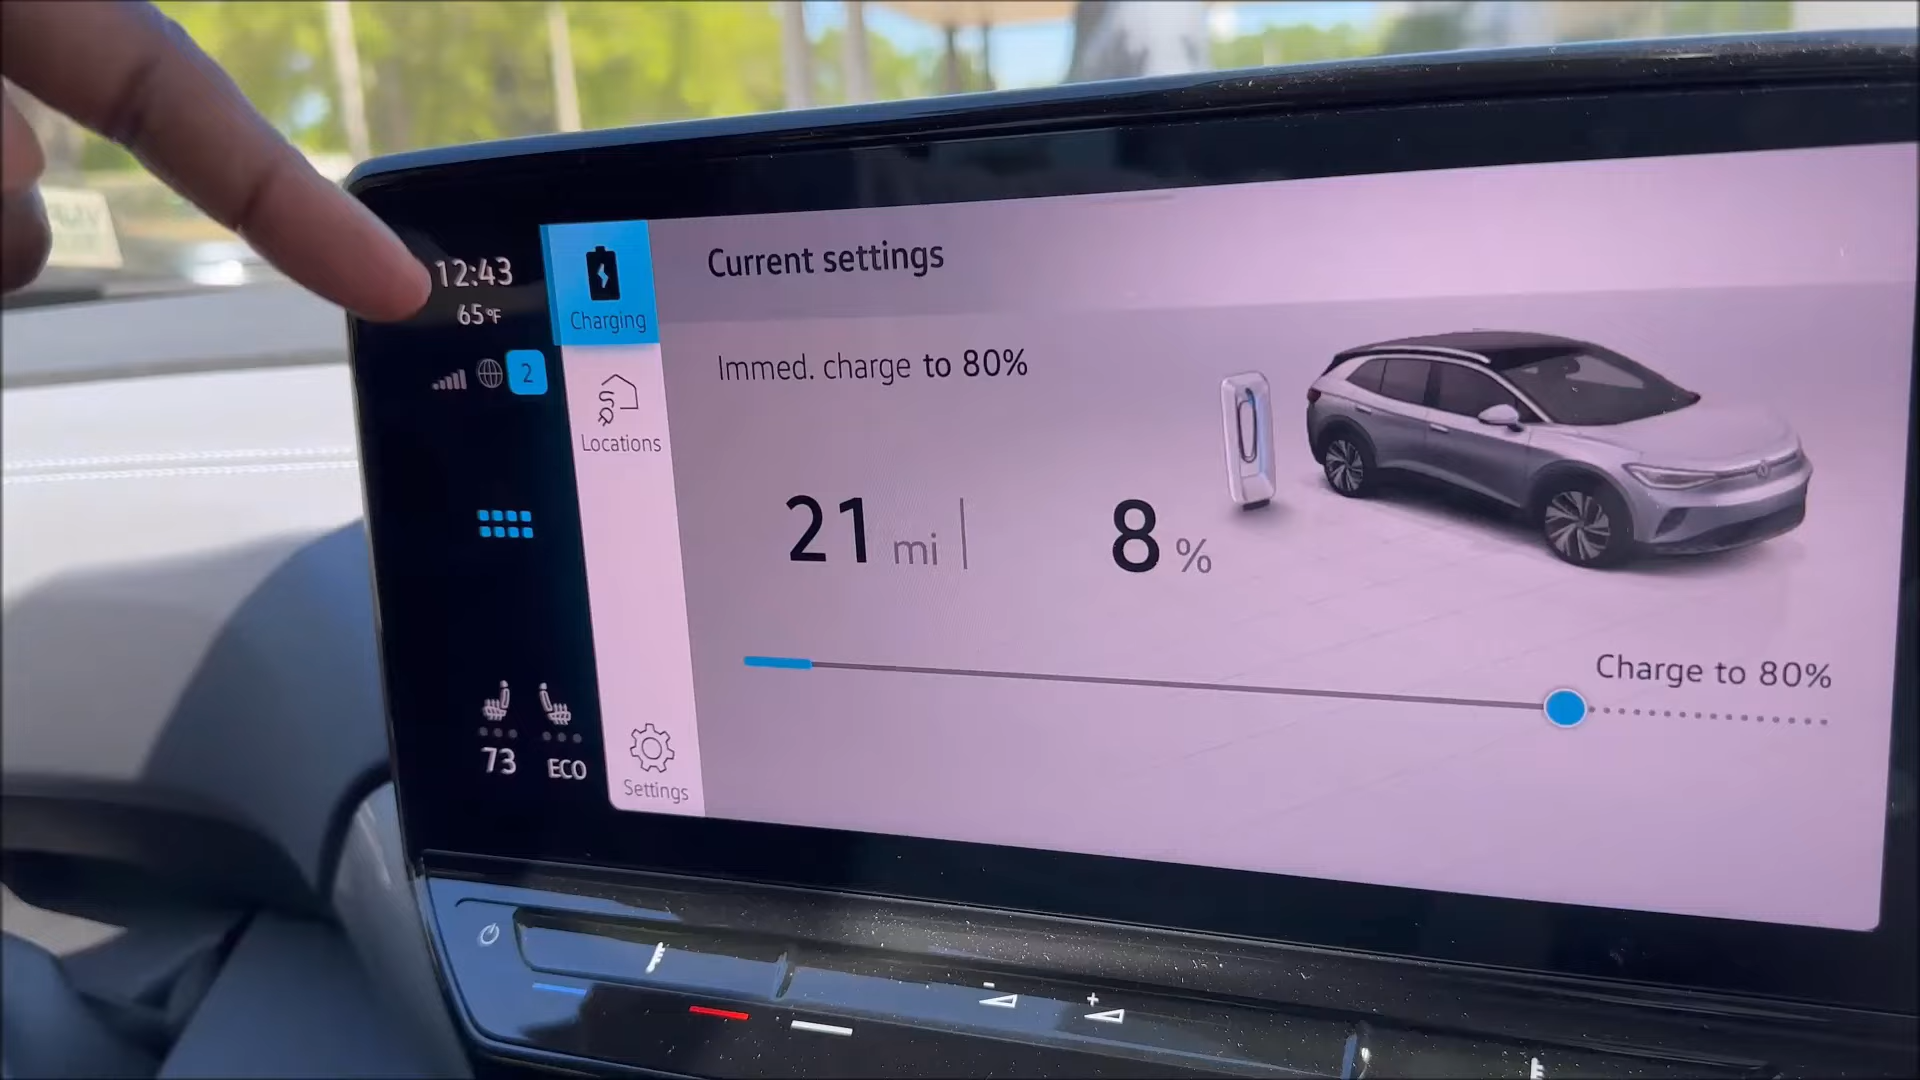 12:43
65°F
2
73
ECO
Charging
Locations
Settings
Current settings
Immed. charge to 80%
21 mi
8 %
Charge to 80%
-
+